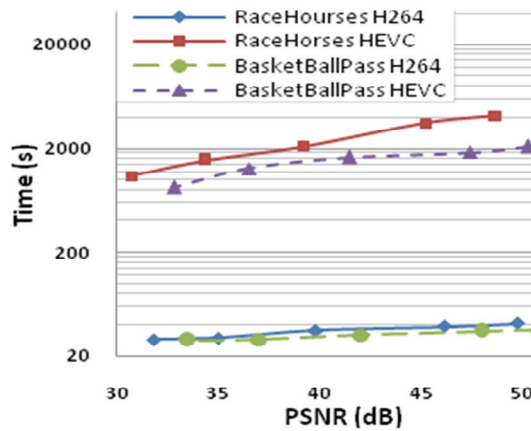 RaceHourses H264
RaceHorses HEVC
BasketBallPass H264
BasketBallPass HEVC
20000
2000
200
20
Time (s)
30 35 40 45 50
PSNR (dB)